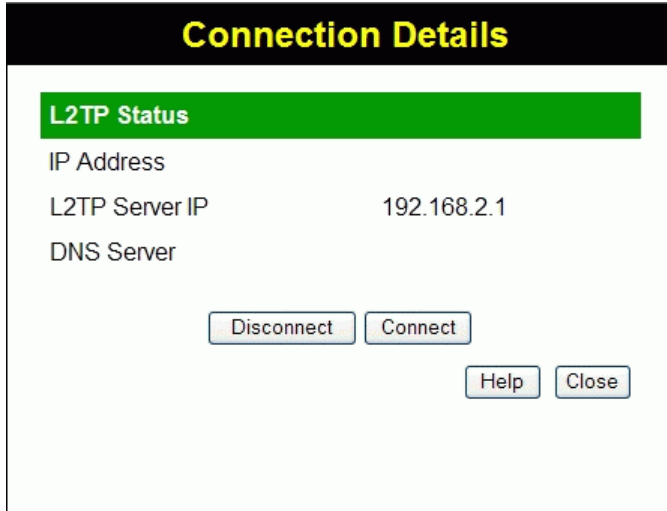 Connection Details
L2TP Status
IP Address
L2TP Server IP 192.168.2.1
DNS Server
Disconnect Connect
Help Close